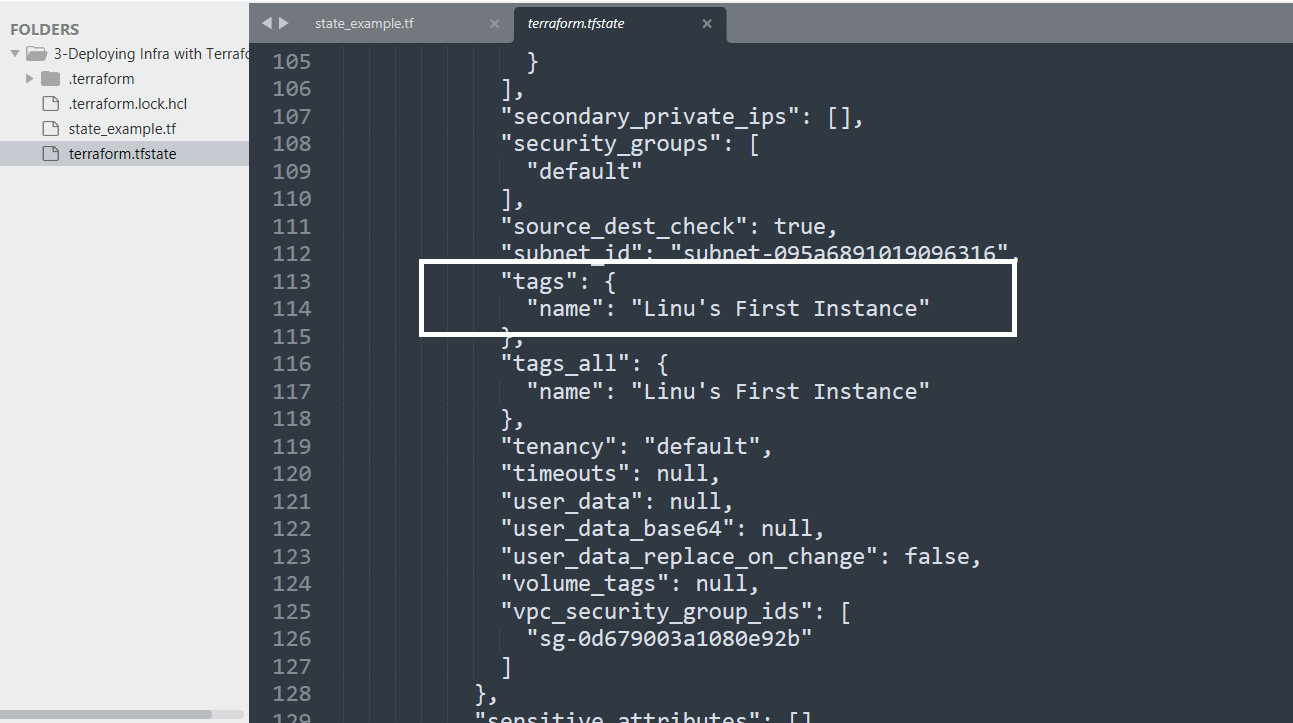 FOLDERS
3-Deploying Infra with Terrafo
.terraform
.terraform.lock.hcl
state_example.tf
terraform.tfstate
state_example.tf × terraform.tfstate ×
105 }
106 ],
107 "secondary_private_ips": [],
108 "security_groups": [
109 "default"
110 ],
111 "source_dest_check": true,
112 "subnet_id": "subnet-095a6891019096316",
113 "tags": {
114 "name": "Linu's First Instance"
115 },
116 "tags_all": {
117 "name": "Linu's First Instance"
118 },
119 "tenancy": "default",
120 "timeouts": null,
121 "user_data": null,
122 "user_data_base64": null,
123 "user_data_replace_on_change": false,
124 "volume_tags": null,
125 "vpc_security_group_ids": [
126 "sg-0d679003a1080e92b"
127 ]
128 },
129 "sensitive_attributes": []